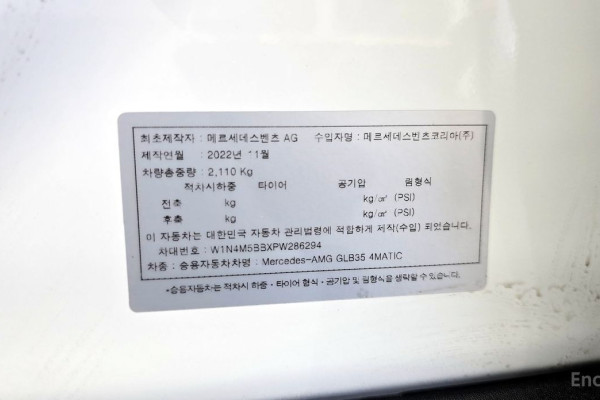 최초제작자 : 메르세데스벤츠 AG 수입자명 : 메르세데스벤츠코리아(주)
제작연월 : 2022년 11월
차량총중량 : 2,110 Kg
적차시하중 타이어 공기압 림형식
전축 kg kg/㎠ (PSI)
후축 kg kg/㎠ (PSI)
이 자동차는 대한민국 자동차 관리법령에 적합하게 제작(수입) 되었습니다.
차대번호 : W1N4M5BBXPW286294
차종 : 승용자동차차명 : Mercedes-AMG GLB35 4MATIC
*승용자동차는 적차시 하중·타이어 형식·공기압 및 림형식을 생략할 수 있습니다.
Enc